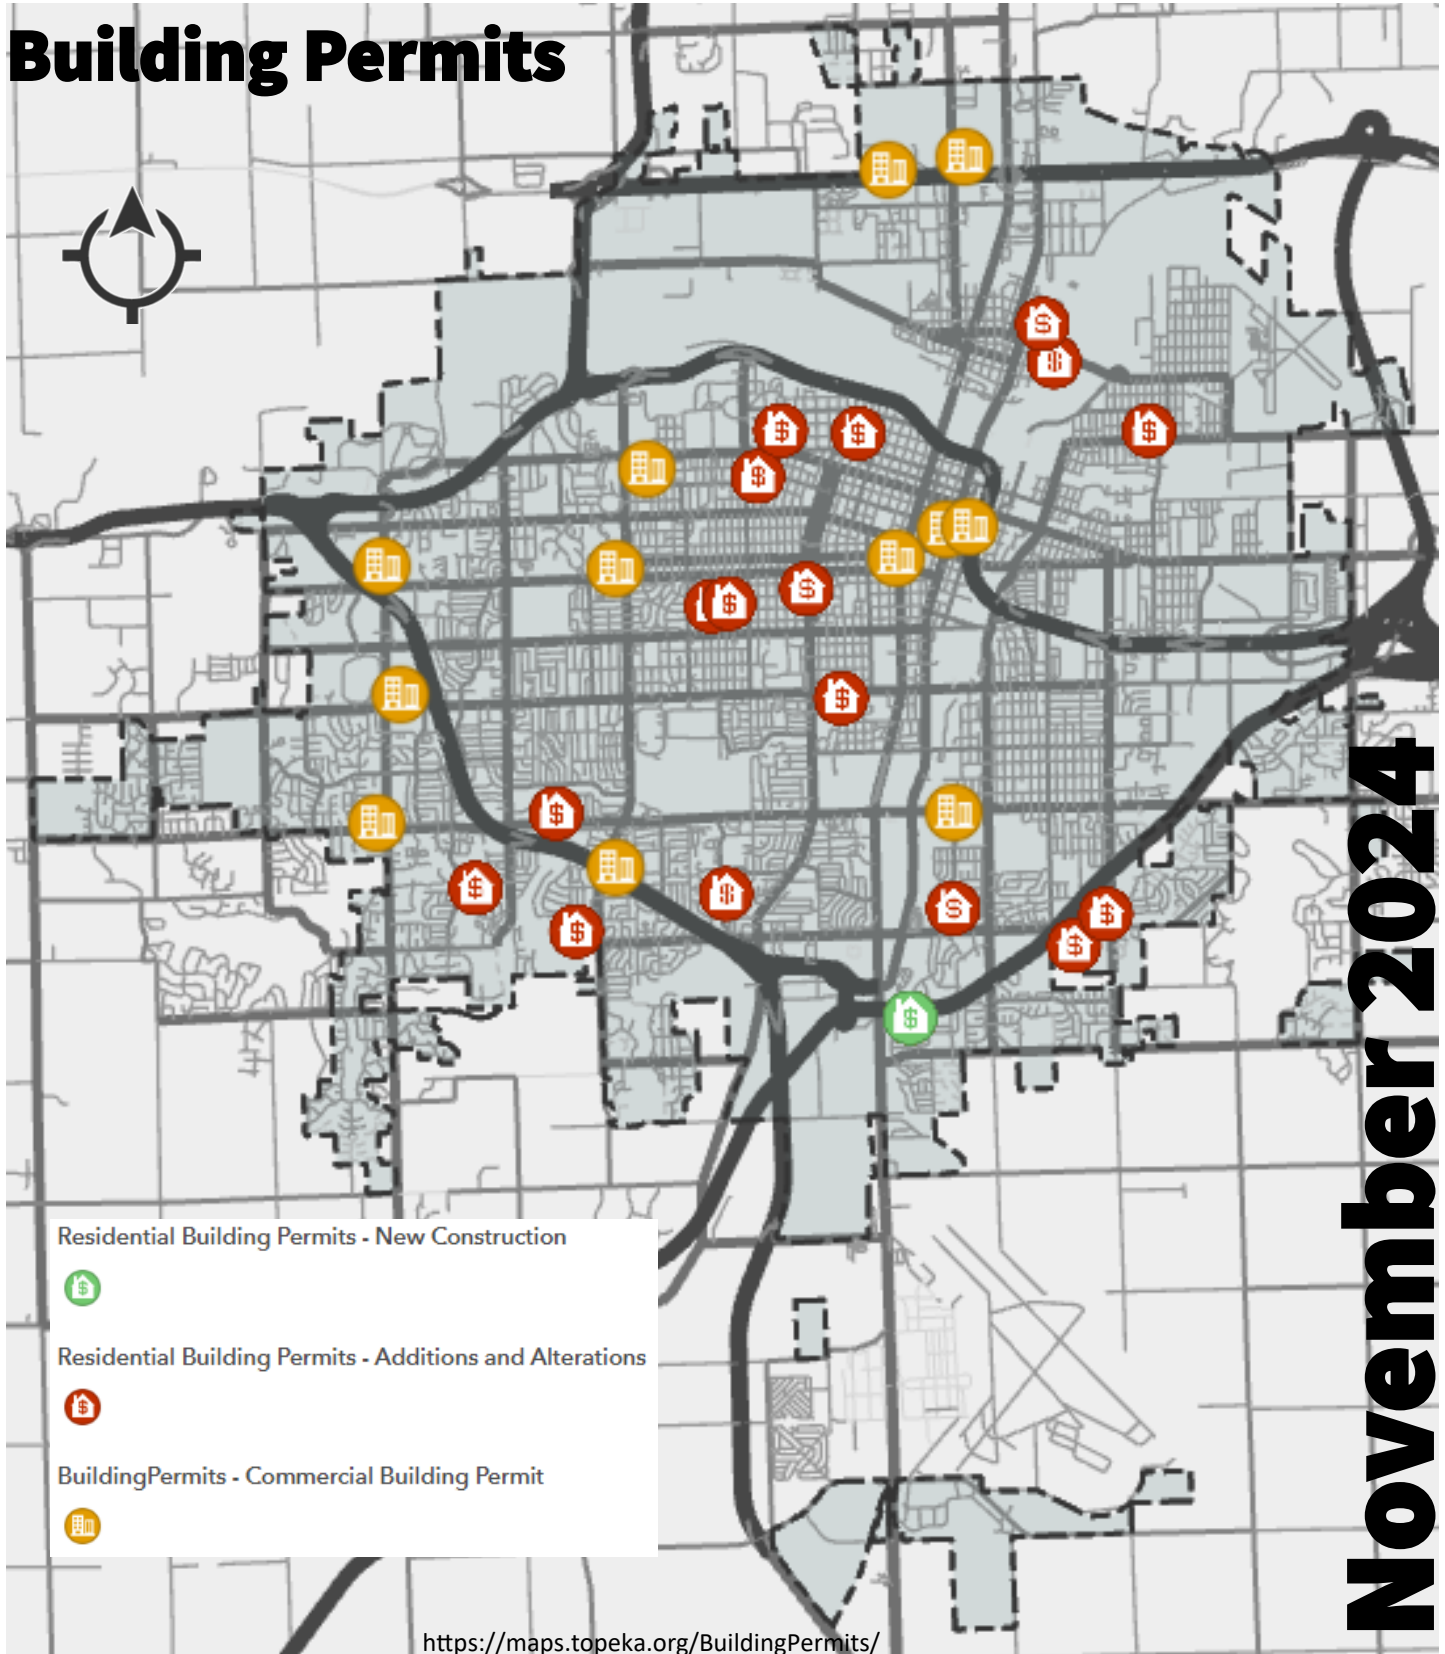 Building Permits
November 2024
Residential Building Permits - New Construction
Residential Building Permits - Additions and Alterations
BuildingPermits - Commercial Building Permit
https://maps.topeka.org/BuildingPermits/